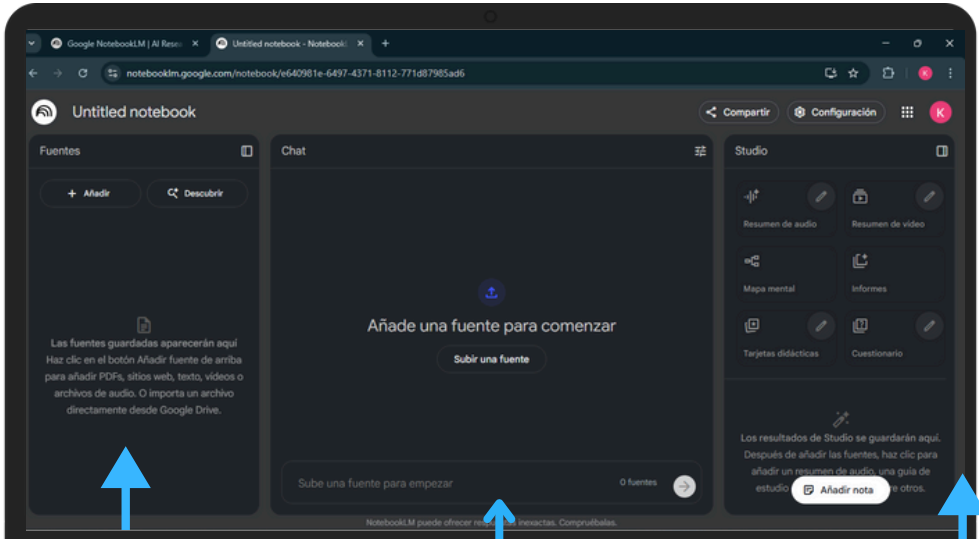 Google NotebookLM | AI Resea
Untitled notebook - Notebook
notebooklm.google.com/notebook/e640981e-6497-4371-8112-771d87985ad6
K
Untitled notebook
Compartir
Configuración
K
Fuentes
Añadir
Descubrir
Las fuentes guardadas aparecerán aquí
Haz clic en el botón Añadir fuente de arriba
para añadir PDFs, sitios web, texto, vídeos o
archivos de audio. O importa un archivo
directamente desde Google Drive.
Chat
Añade una fuente para comenzar
Subir una fuente
Sube una fuente para empezar
0 fuentes
NotebookLM puede ofrecer inexactas. Compruébalas.
Studio
Resumen de audio
Resumen de vídeo
Mapa mental
Informes
Tarjetas didácticas
Cuestionario
Los resultados de Studio se guardarán aquí.
Después de añadir las fuentes, haz clic para
añadir un resumen de audio, una guía de
estudio otros.
Añadir nota